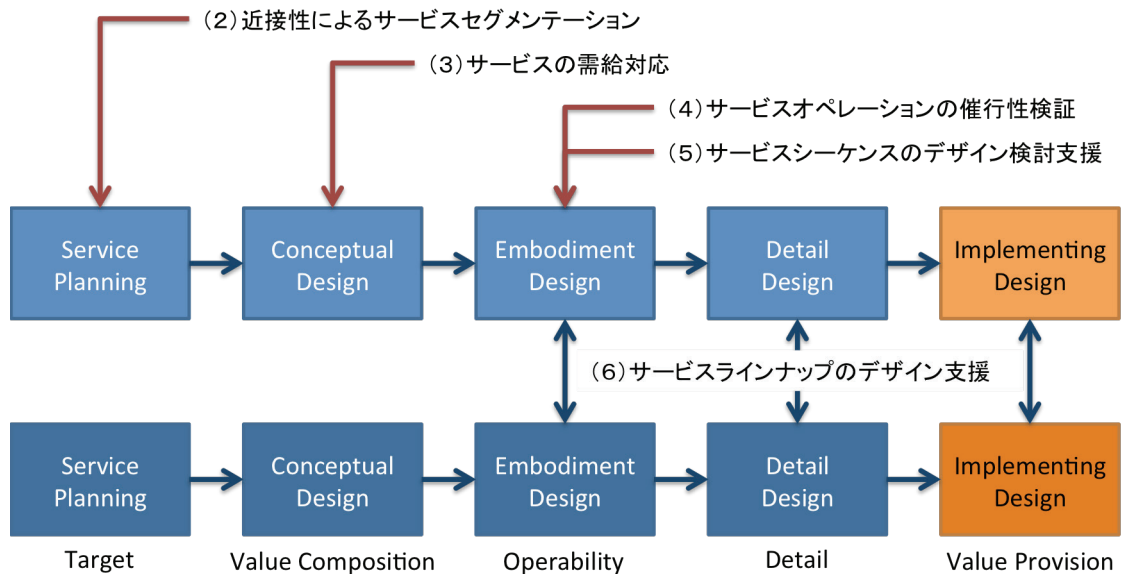 （２）近接性によるサービスセグメンテーション
（３）サービスの需給対応
（４）サービスオペレーションの催行性検証
（５）サービスシーケンスのデザイン検討支援
Service
Planning
Conceptual
Design
Embodiment
Design
Detail
Design
Implementing
Design
（６）サービスラインナップのデザイン支援
Service
Planning
Conceptual
Design
Embodiment
Design
Detail
Design
Implementing
Design
Target
Value Composition
Operability
Detail
Value Provision